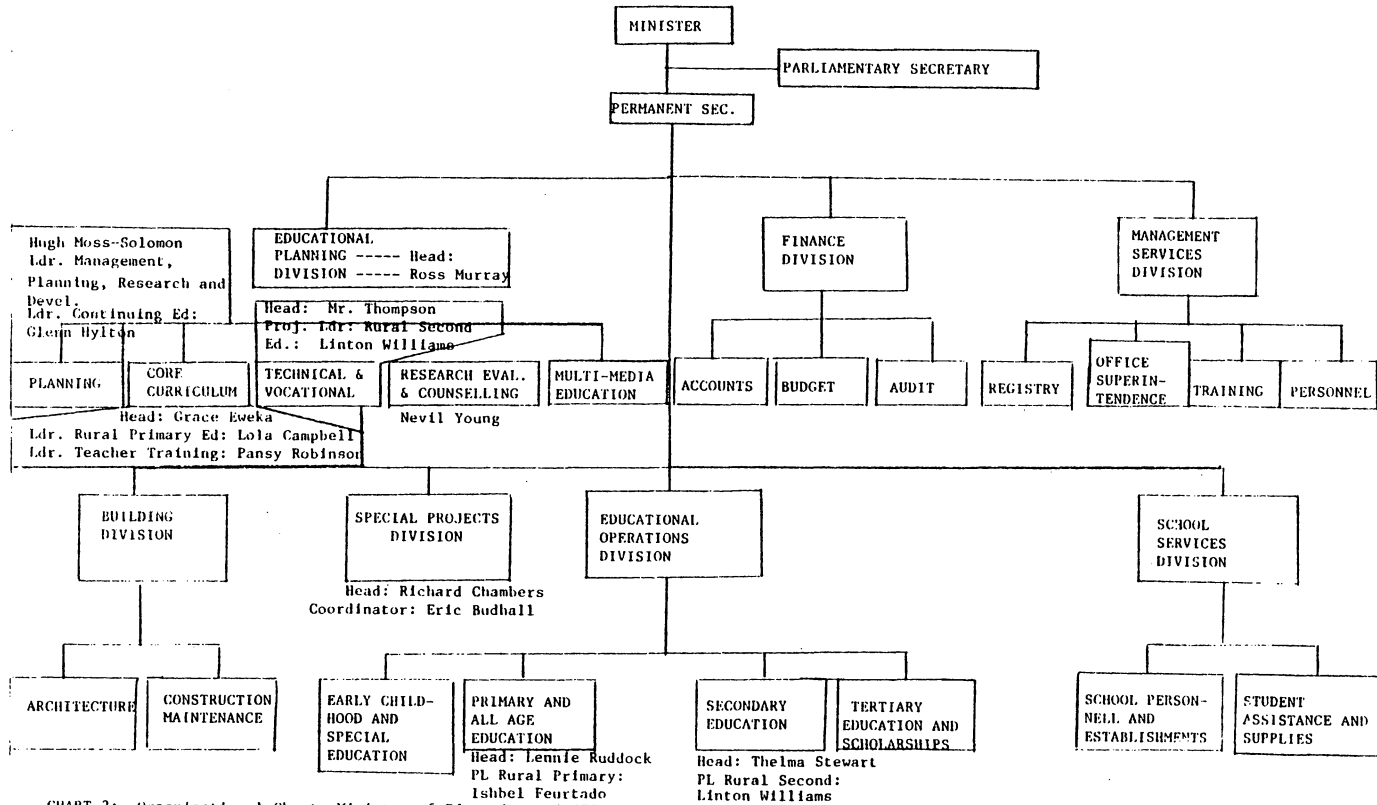 MINISTER
PARLIAMENTARY SECRETARY
PERMANENT SEC.
Hugh Moss-Solomon
Ldr. Management,
Planning, Research and
Devel.
Ldr. Continuing Ed:
Glenn Hylton
EDUCATIONAL
PLANNING ----- Head:
DIVISION ----- Ross Murray
FINANCE
DIVISION
MANAGEMENT
SERVICES
DIVISION
Head: Mr. Thompson
Proj. Ldr: Rural Second
Ed.: Linton Williams
PLANNING
CORE
CURRICULUM
TECHNICAL &
VOCATIONAL
RESEARCH EVAL.
& COUNSELLING
MULTI-MEDIA
EDUCATION
ACCOUNTS
BUDGET
AUDIT
REGISTRY
OFFICE
SUPERIN-
TENDENCE
TRAINING
PERSONNEL
Head: Grace Eweka
Ldr. Rural Primary Ed: Lola Campbell
Ldr. Teacher Training: Pansy Robinson
Nevil Young
BUILDING
DIVISION
SPECIAL PROJECTS
DIVISION
EDUCATIONAL
OPERATIONS
DIVISION
SCHOOL
SERVICES
DIVISION
Head: Richard Chambers
Coordinator: Eric Budhall
ARCHITECTURE
CONSTRUCTION
MAINTENANCE
EARLY CHILD-
HOOD AND
SPECIAL
EDUCATION
PRIMARY AND
ALL AGE
EDUCATION
Head: Lennie Ruddock
PL Rural Primary:
Ishbel Feurtado
SECONDARY
EDUCATION
Head: Thelma Stewart
PL Rural Second:
Linton Williams
TERTIARY
EDUCATION AND
SCHOLARSHIPS
SCHOOL PERSON-
NELL AND
ESTABLISHMENTS
STUDENT
ASSISTANCE AND
SUPPLIES